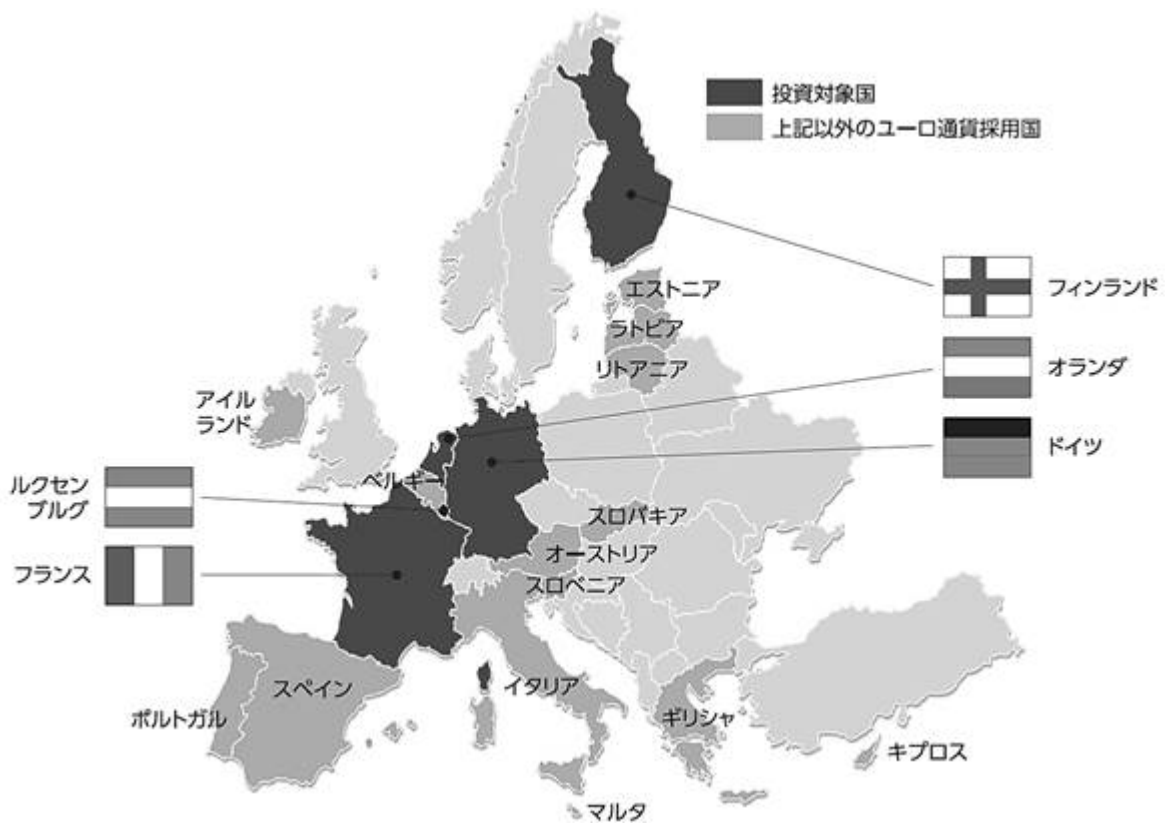 投資対象国
上記以外のユーロ通貨採用国
フィンランド
エストニア
ラトビア
リトアニア
オランダ
アイル
ランド
ドイツ
ベルギー
ルクセン
ブルグ
スロバキア
オーストリア
フランス
スロベニア
スペイン
イタリア
ポルトガル
ギリシャ
キプロス
マルタ